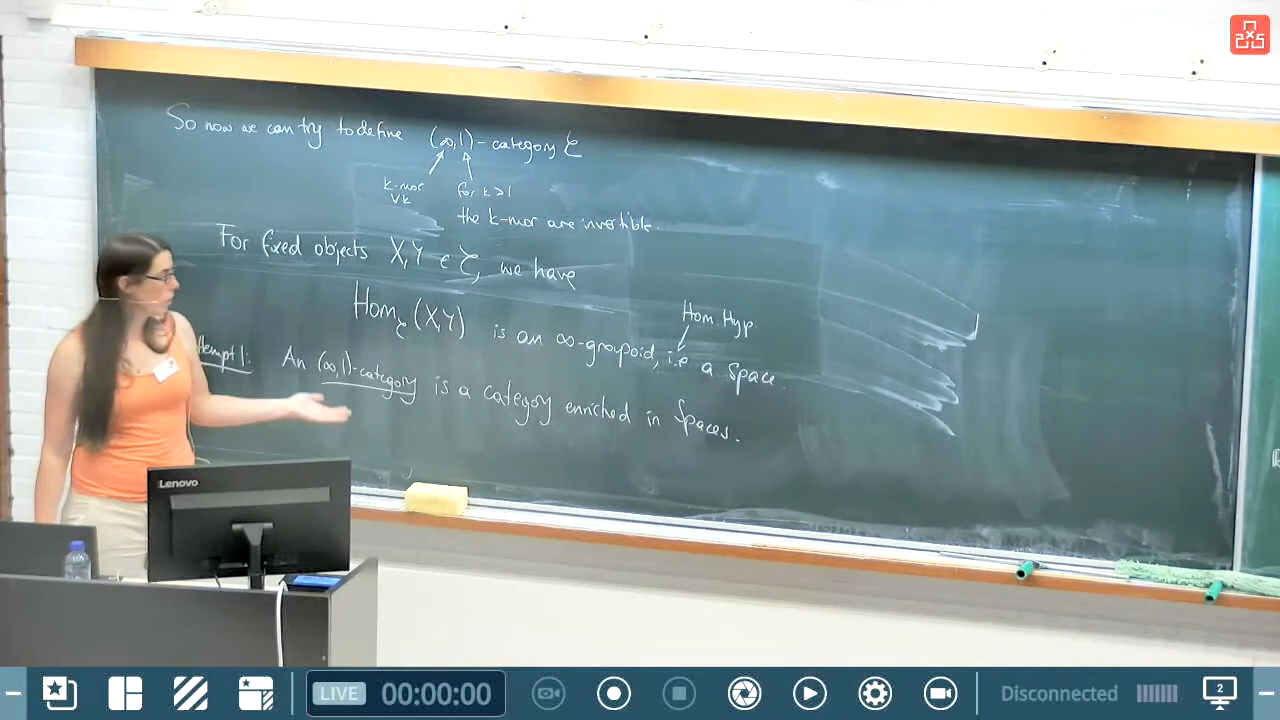 So now we can try to define (∞,1)-category ℰ
k-mor ∀k
for k>1
the k-mor are invertible.
For fixed objects X,Y ∈ ℰ, we have
Hom. Hyp.
Hom_ℰ(X,Y) is an ∞-groupoid, i.e a space.
ttempt 1: An (∞,1)-category is a category enriched in Spaces.
Lenovo
LIVE 00:00:00 Disconnected 2